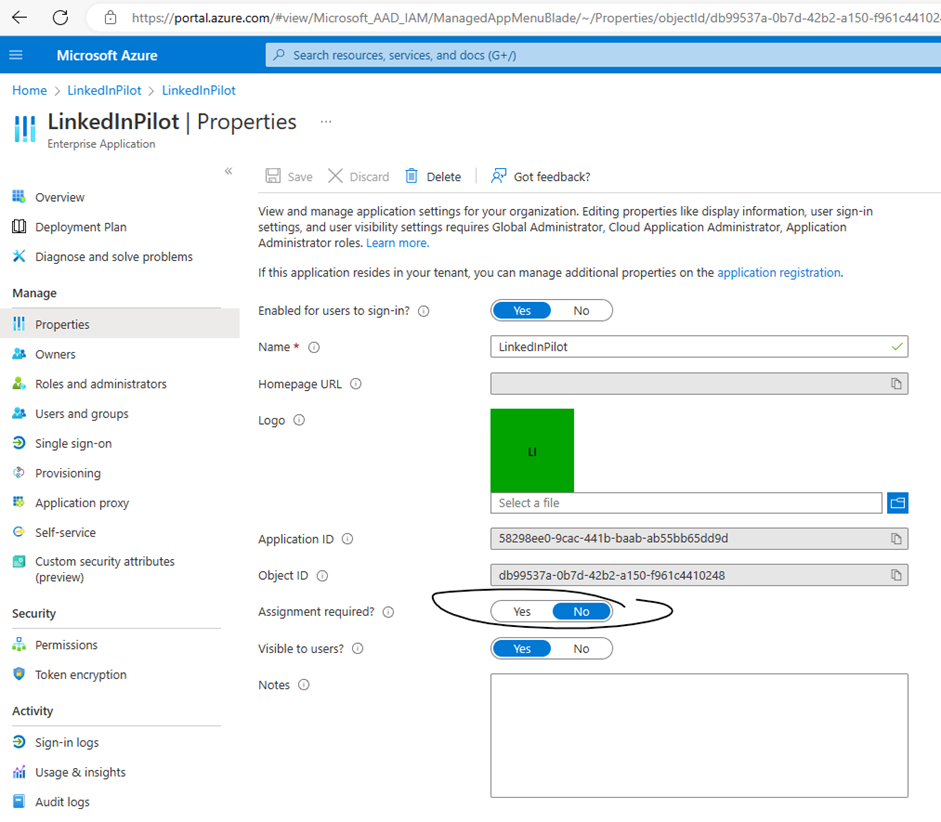 https://portal.azure.com/#view/Microsoft_AAD_IAM/ManagedAppMenuBlade/~/Properties/objectId/db99537a-0b7d-42b2-a150-f961c4410248
Microsoft Azure
Search resources, services, and docs (G+/)
Home > LinkedInPilot > LinkedInPilot
LinkedInPilot | Properties ...
Enterprise Application
«
Save Discard Delete Got feedback?
Overview
Deployment Plan
Diagnose and solve problems
Manage
Properties
Owners
Roles and administrators
Users and groups
Single sign-on
Provisioning
Application proxy
Self-service
Custom security attributes
(preview)
Security
Permissions
Token encryption
Activity
Sign-in logs
Usage & insights
Audit logs
View and manage application settings for your organization. Editing properties like display information, user sign-in
settings, and user visibility settings requires Global Administrator, Cloud Application Administrator, Application
Administrator roles. Learn more.
If this application resides in your tenant, you can manage additional properties on the application registration.
Enabled for users to sign-in? Yes No
Name * LinkedInPilot
Homepage URL
Logo
LI
Select a file
Application ID 58298ee0-9cac-441b-baab-ab55bb65dd9d
Object ID db99537a-0b7d-42b2-a150-f961c4410248
Assignment required? Yes No
Visible to users? Yes No
Notes